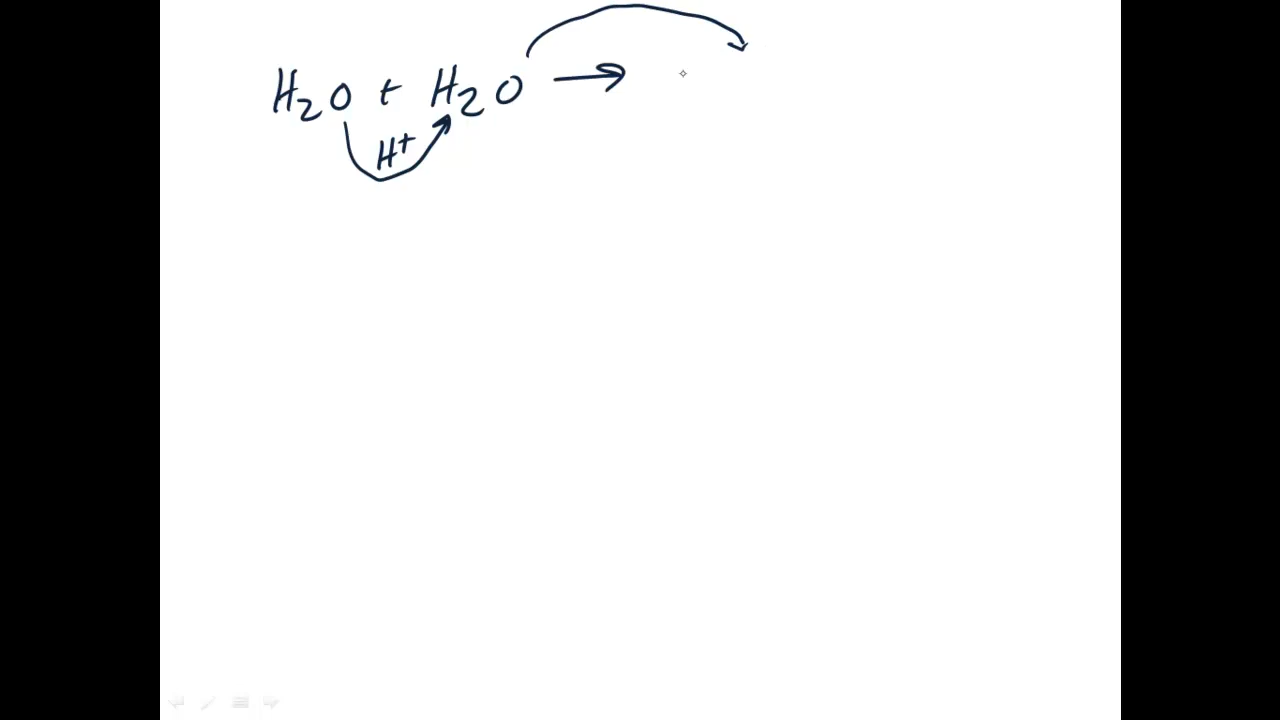 H₂O + H₂O →
H⁺